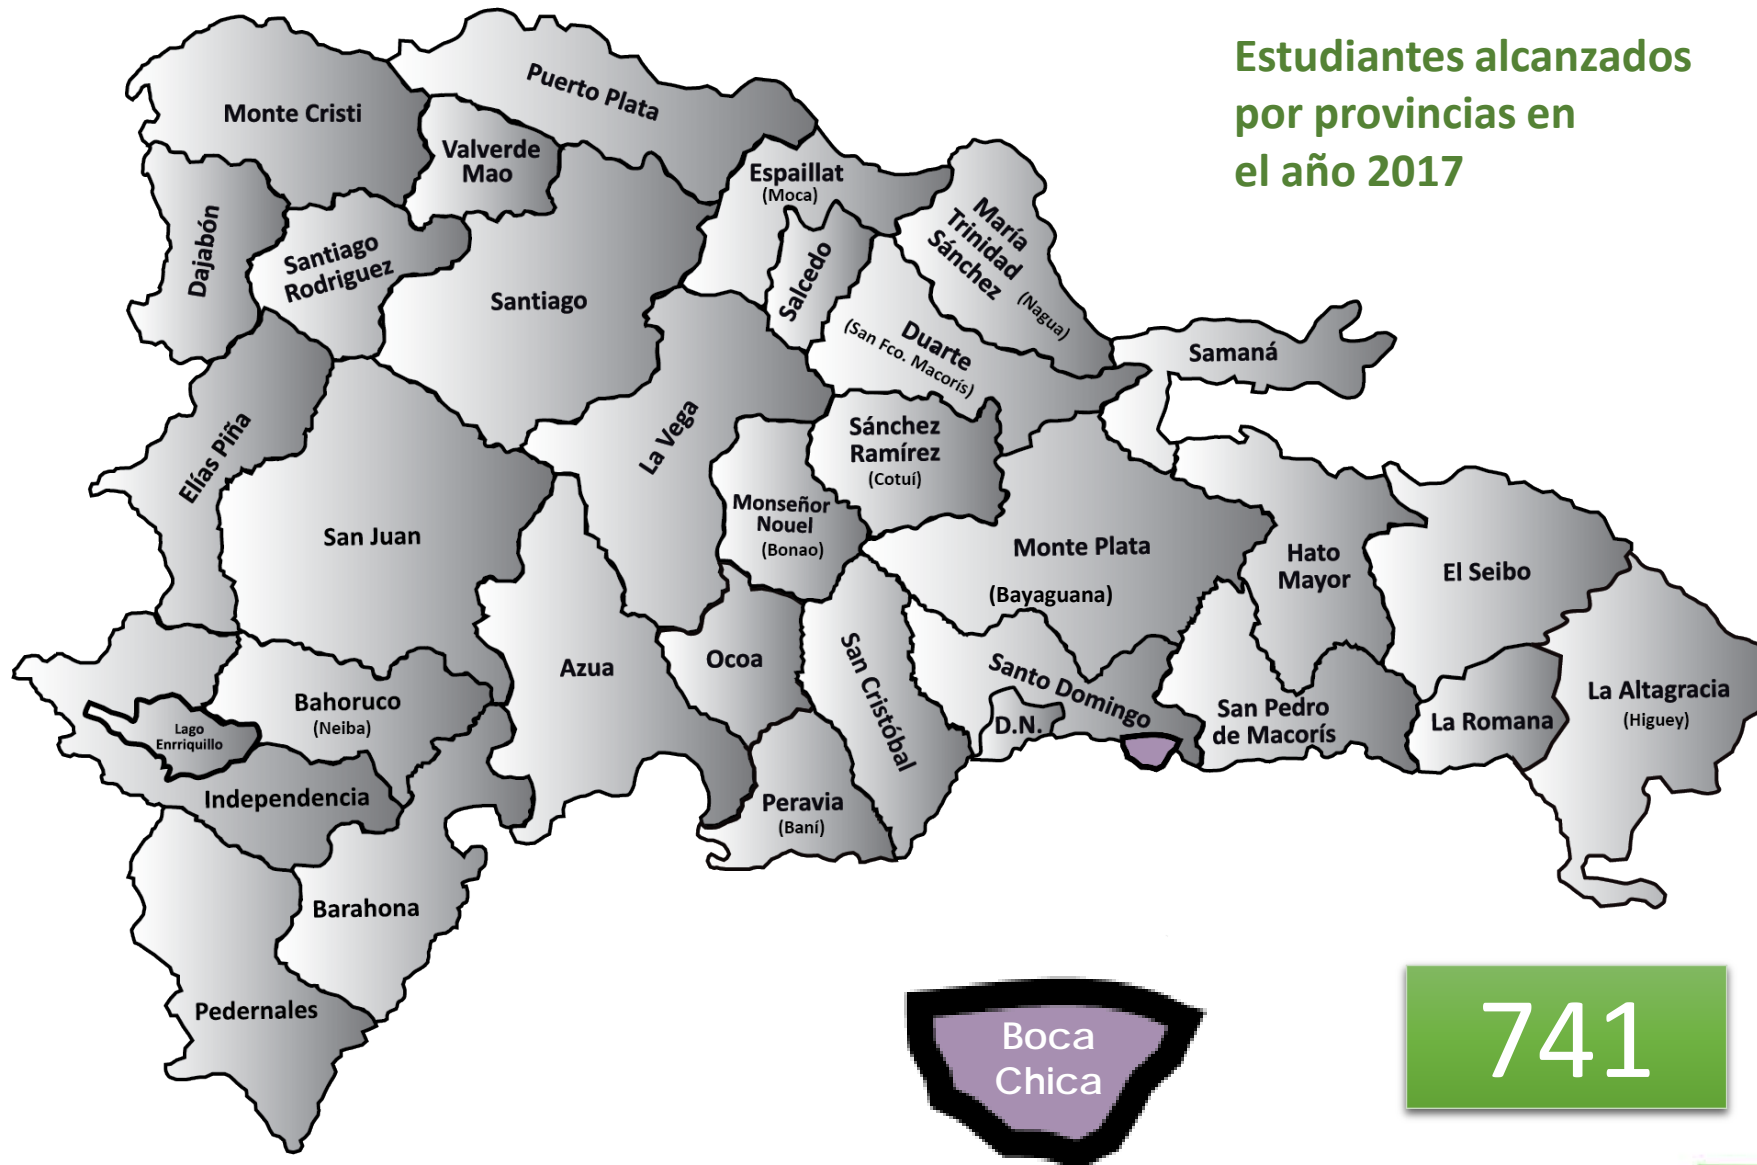 Estudiantes alcanzados
por provincias en
el año 2017
Puerto Plata
Monte Cristi
Valverde
Mao
Espaillat
(Moca)
María
Trinidad
Sánchez
(Nagua)
Dajabón
Santiago
Rodriguez
Santiago
Salcedo
Duarte
(San Fco. Macorís)
Samaná
Elías Piña
La Vega
Sánchez
Ramírez
(Cotuí)
San Juan
Monseñor
Nouel
(Bonao)
Monte Plata
(Bayaguana)
Hato
Mayor
El Seibo
Azua
Ocoa
San Cristóbal
Santo Domingo
D.N.
San Pedro
de Macorís
La Romana
La Altagracia
(Higuey)
Bahoruco
(Neiba)
Lago
Enrriquillo
Independencia
Peravia
(Baní)
Barahona
Pedernales
Boca
Chica
741